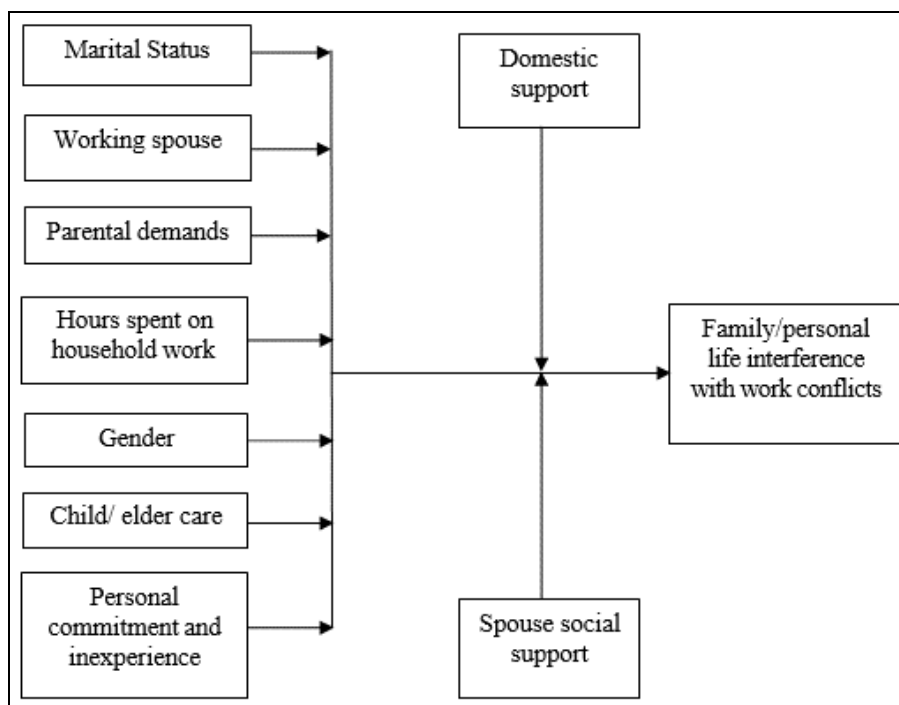 Marital Status
Working spouse
Parental demands
Hours spent on
household work
Gender
Child/ elder care
Personal
commitment and
inexperience
Domestic
support
Spouse social
support
Family/personal
life interference
with work conflicts